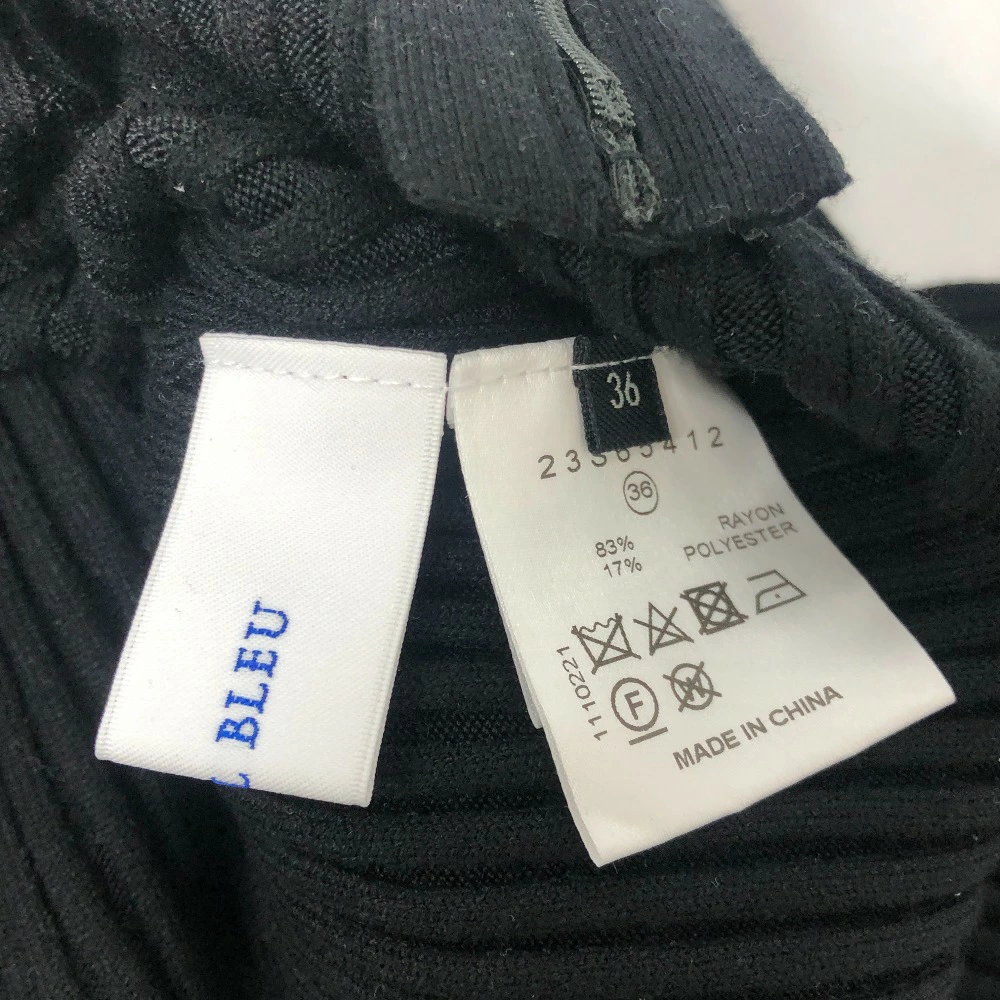 BLEU
36
36
83% RAYON
17% POLYESTER
1110221
F
W
MADE IN CHINA